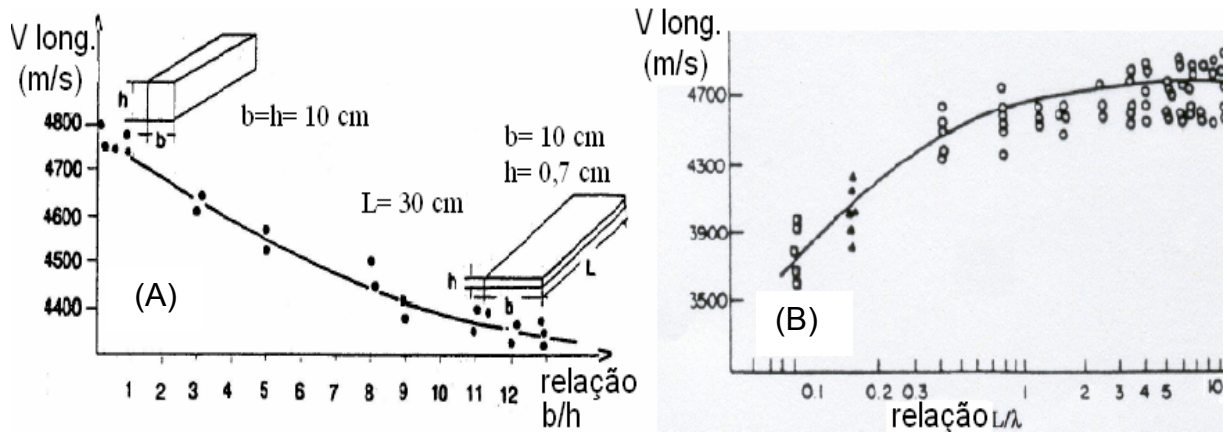 V long.
(m/s)
h
b
b=h= 10 cm
b= 10 cm
h= 0,7 cm
L= 30 cm
h
b
L
4800
4700
4600
4500
4400
(A)
1 2 3 4 5 6 7 8 9 10 11 12
relação
b/h
V long.
(m/s)
4700
4300
3900
3500
(B)
0.1 0.2 0.3 1 2 3 4 5 10
relação L/λ